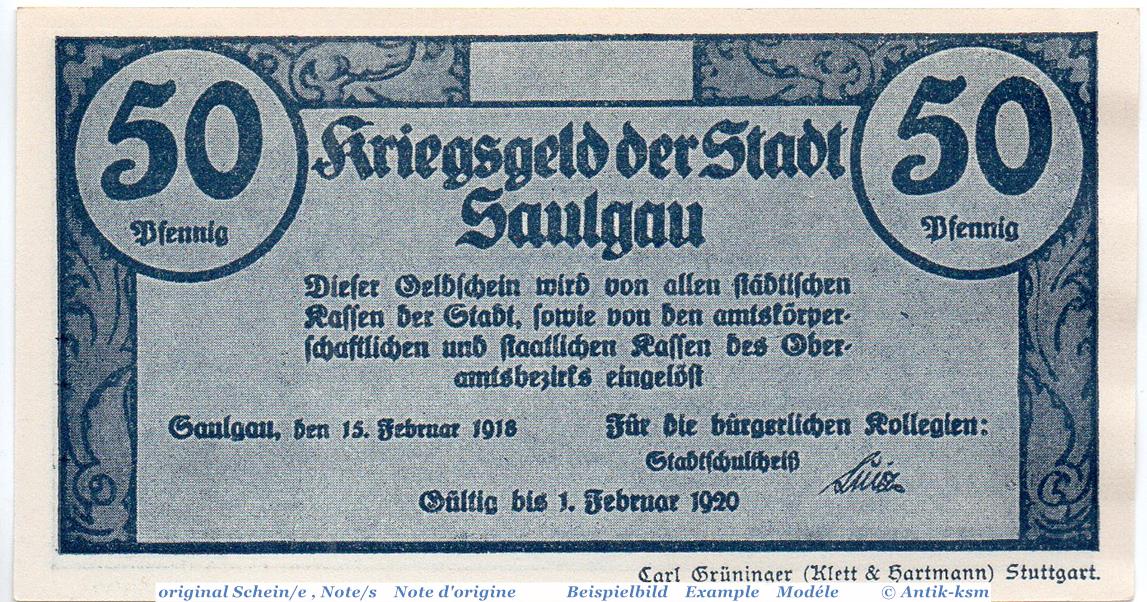 50
Pfennig
50
Pfennig
Kriegsgeld der Stadt
Saulgau
Dieser Geldschein wird von allen städtischen
Kassen der Stadt, sowie von den amtskörper-
schaftlichen und staatlichen Kassen des Ober-
amtsbezirks eingelöst
Saulgau, den 15. Februar 1918
Für die bürgerlichen Kollegien:
Stadtschultheiß
Gültig bis 1. Februar 1920
Carl Grüninger (Klett & Hartmann) Stuttgart.
original Schein/e , Note/s Note d'origine Beispielbild Example Modéle © Antik-ksm